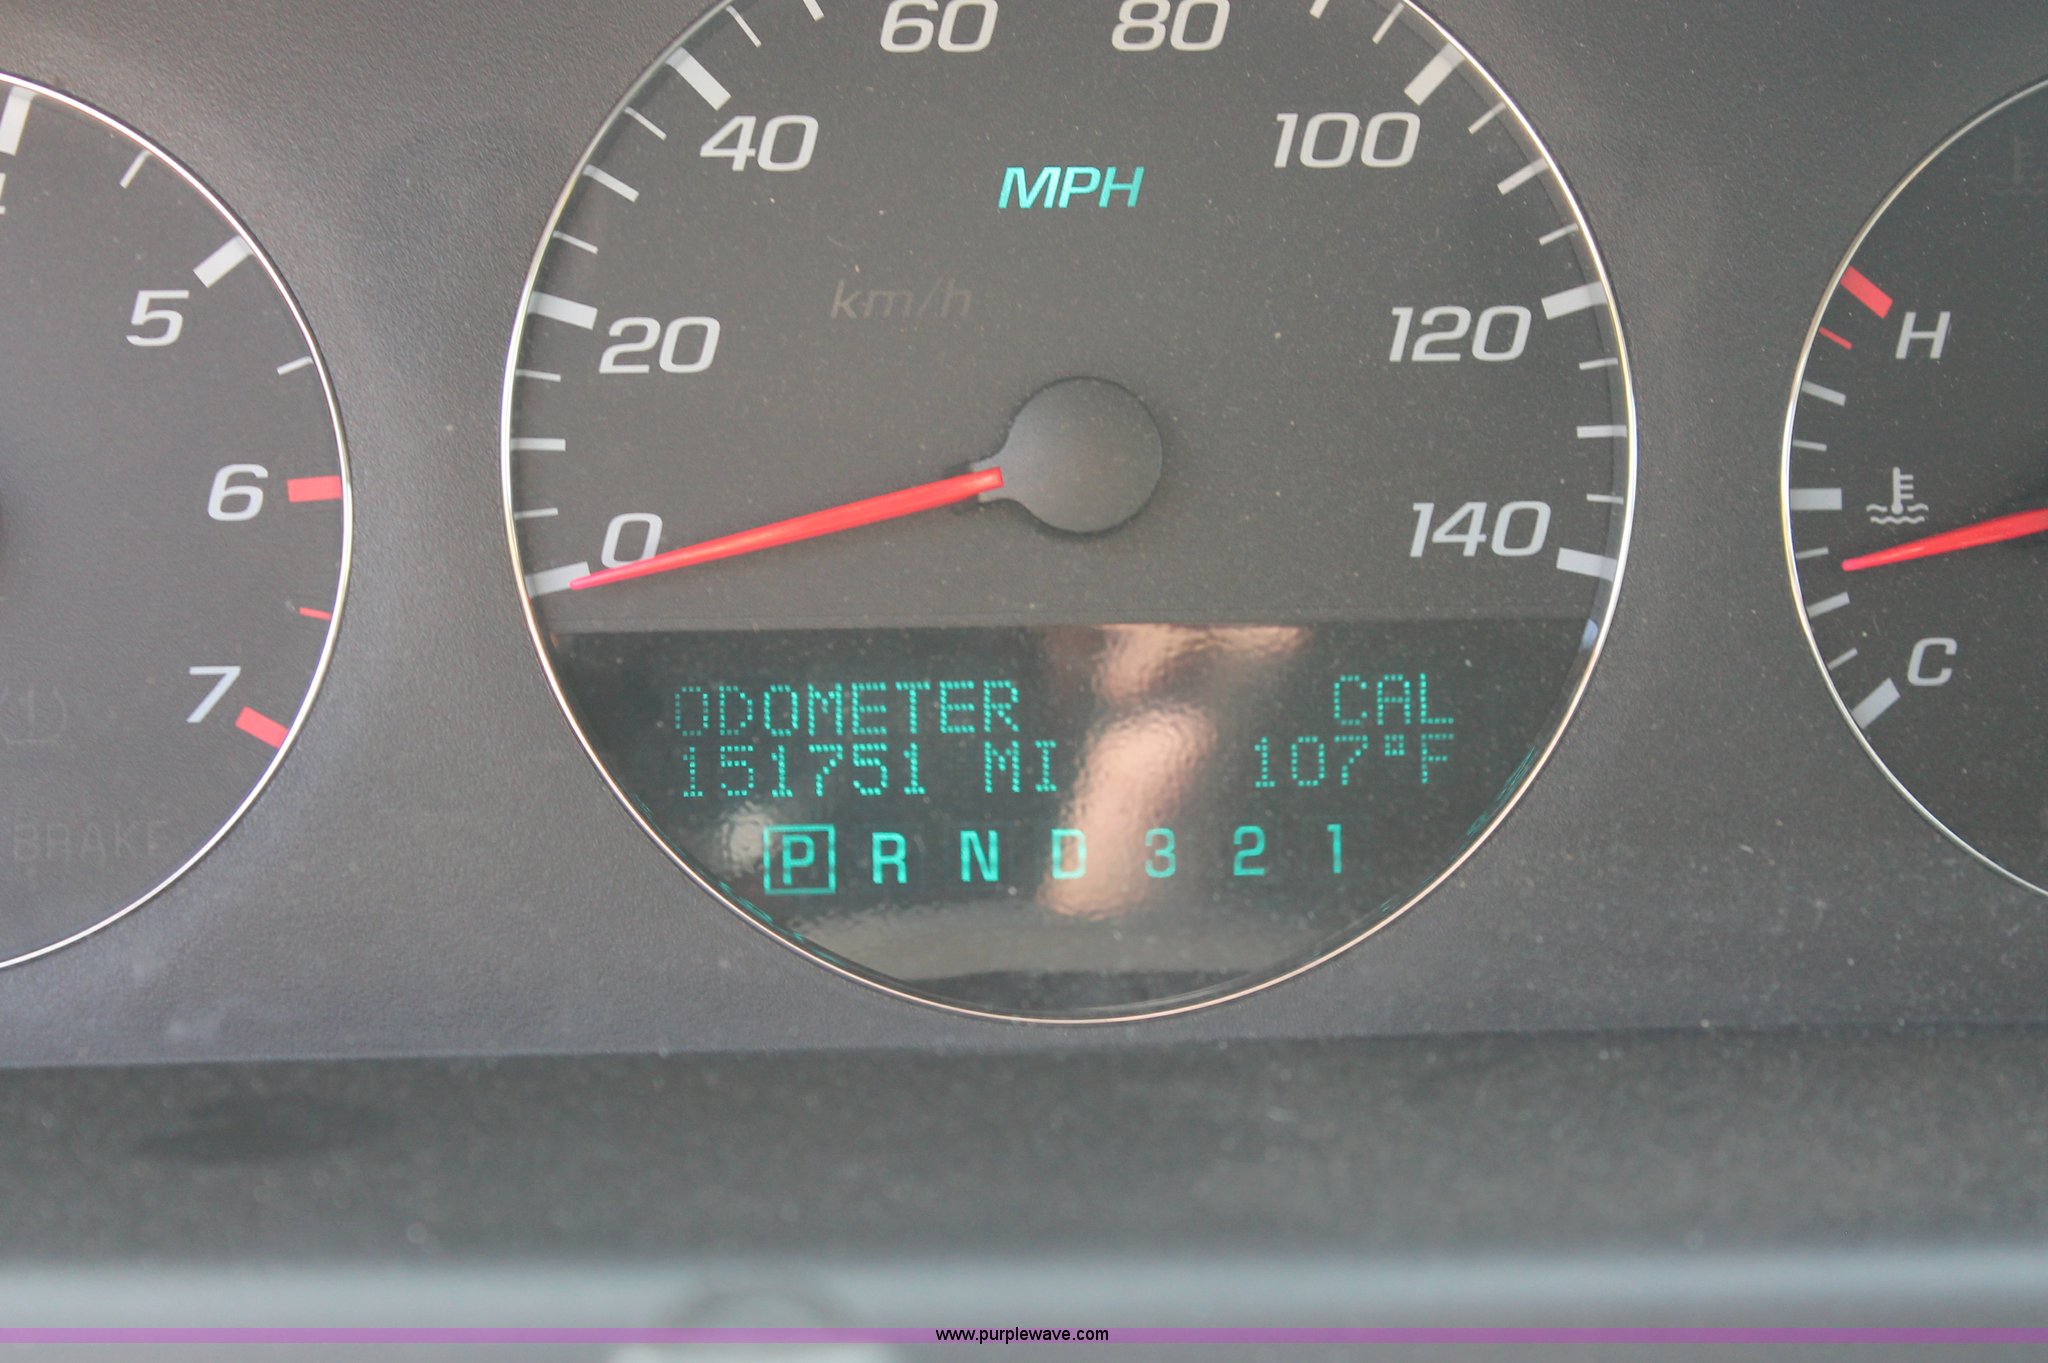 60 80
40 100
MPH
5 km/h 20 120 H
6 0 140
7 C
ODOMETER CAL
151751 MI 107°F
BRAKE
P R N D 3 2 1
www.purplewave.com